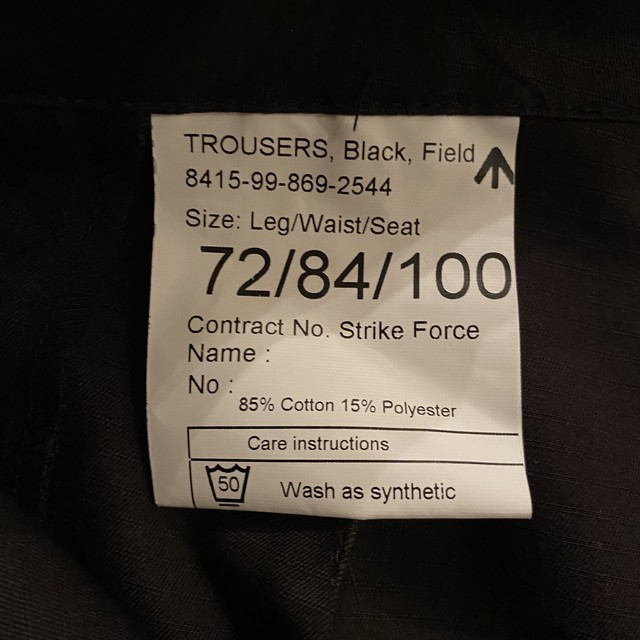 TROUSERS, Black, Field
8415-99-869-2544
Size: Leg/Waist/Seat
72/84/100
Contract No. Strike Force
Name :
No :
85% Cotton 15% Polyester
Care instructions
50 Wash as synthetic